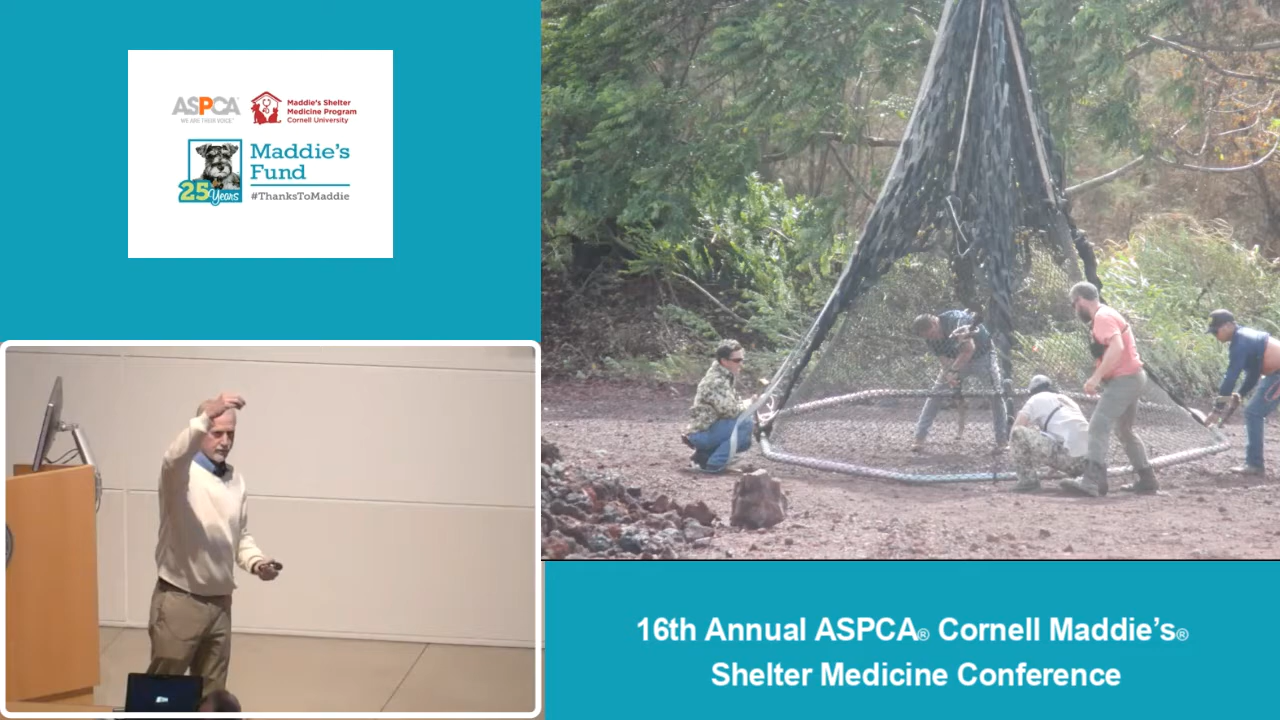 ASPCA
WE ARE THEIR VOICE
Maddie's Shelter
Medicine Program
Cornell University
Maddie's
Fund
25 Years
#ThanksToMaddie
16th Annual ASPCA® Cornell Maddie's®
Shelter Medicine Conference